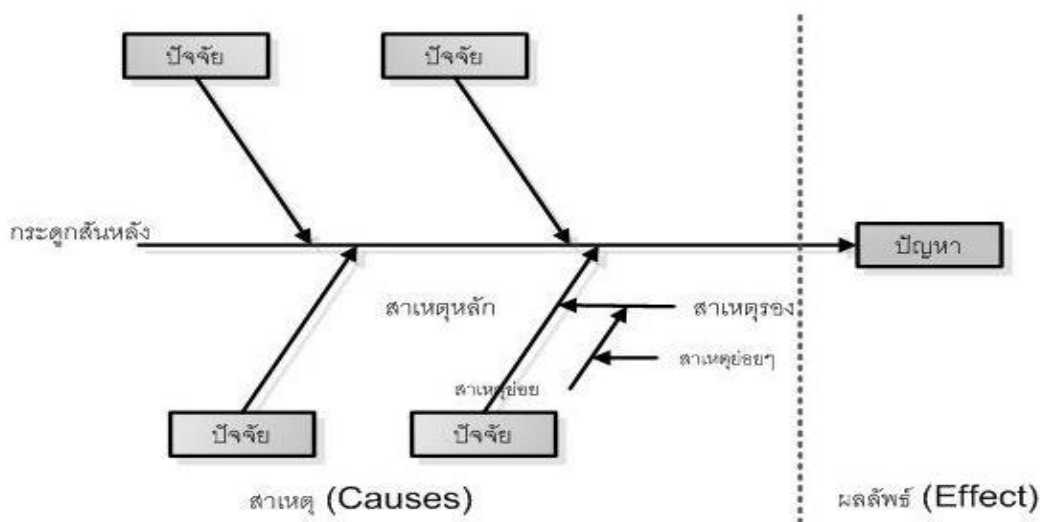 ปัจจัย
ปัจจัย
กระดูกสันหลัง
ปัญหา
สาเหตุหลัก
สาเหตุรอง
สาเหตุย่อยๆ
สาเหตุย่อย
ปัจจัย
ปัจจัย
สาเหตุ (Causes)
ผลลัพธ์ (Effect)